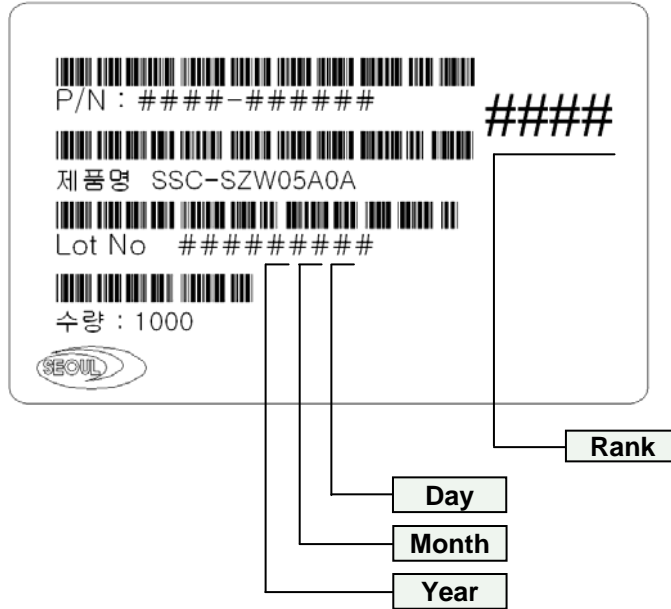 P/N : ####-######
####
제품명 SSC-SZW05A0A
Lot No #########
수량 : 1000
SEOUL
Rank
Day
Month
Year